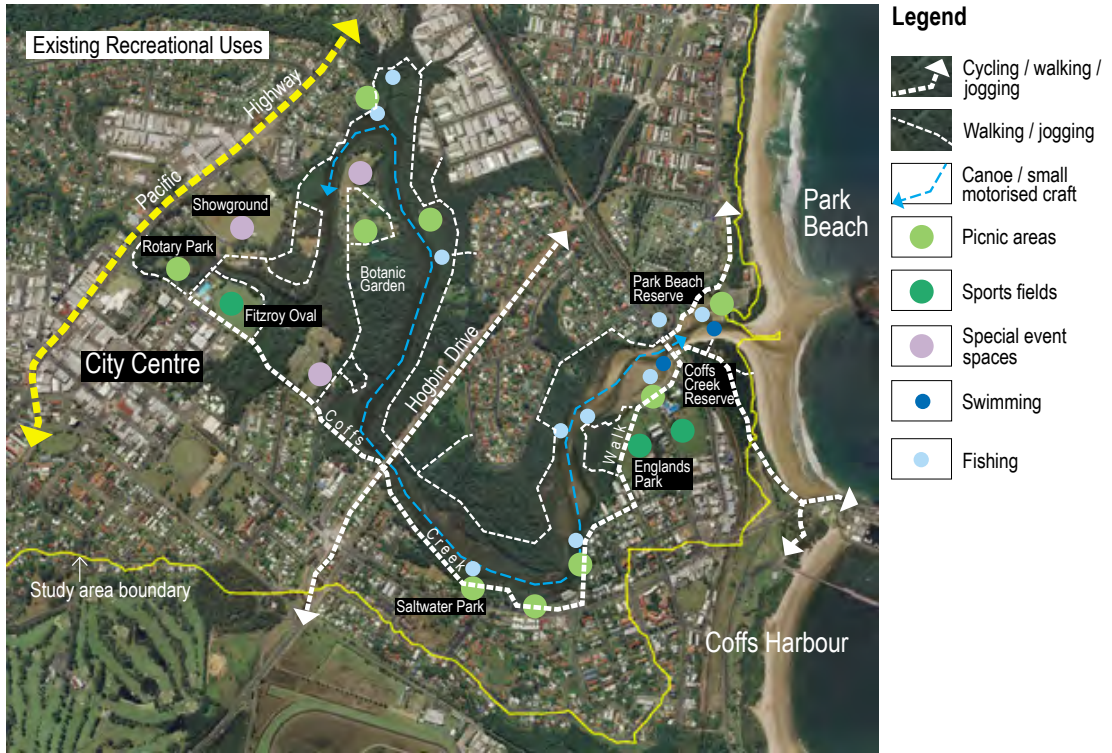 Existing Recreational Uses
Pacific
Highway
Showground
Rotary Park
Fitzroy Oval
Botanic
Garden
City Centre
Hogbin Drive
Coffs
Creek
Walk
Park Beach
Reserve
Coffs
Creek
Reserve
Englands
Park
Saltwater Park
Study area boundary
Park
Beach
Coffs Harbour
Legend
Cycling / walking /
jogging
Walking / jogging
Canoe / small
motorised craft
Picnic areas
Sports fields
Special event
spaces
Swimming
Fishing